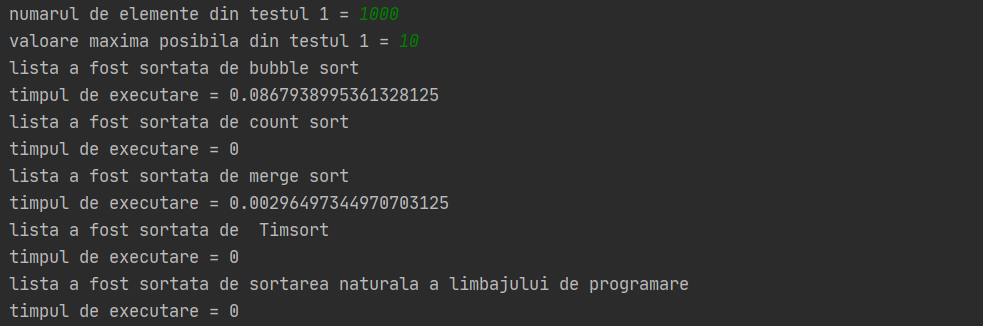 numarul de elemente din testul 1 = 1000
valoare maxima posibila din testul 1 = 10
lista a fost sortata de bubble sort
timpul de executare = 0.0867938995361328125
lista a fost sortata de count sort
timpul de executare = 0
lista a fost sortata de merge sort
timpul de executare = 0.00296497344970703125
lista a fost sortata de  Timsort
timpul de executare = 0
lista a fost sortata de sortarea naturala a limbajului de programare
timpul de executare = 0